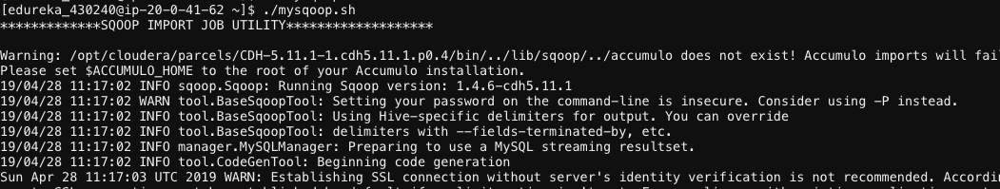 [edureka_430240@ip-20-0-41-62 ~]$ ./mysqoop.sh
*************SQOOP IMPORT JOB UTILITY*******************
Warning: /opt/cloudera/parcels/CDH-5.11.1-1.cdh5.11.1.p0.4/bin/../lib/sqoop/../accumulo does not exist! Accumulo imports will fail
Please set $ACCUMULO_HOME to the root of your Accumulo installation.
19/04/28 11:17:02 INFO sqoop.Sqoop: Running Sqoop version: 1.4.6-cdh5.11.1
19/04/28 11:17:02 WARN tool.BaseSqoopTool: Setting your password on the command-line is insecure. Consider using -P instead.
19/04/28 11:17:02 INFO tool.BaseSqoopTool: Using Hive-specific delimiters for output. You can override
19/04/28 11:17:02 INFO tool.BaseSqoopTool: delimiters with --fields-terminated-by, etc.
19/04/28 11:17:02 INFO manager.MySQLManager: Preparing to use a MySQL streaming resultset.
19/04/28 11:17:02 INFO tool.CodeGenTool: Beginning code generation
Sun Apr 28 11:17:03 UTC 2019 WARN: Establishing SSL connection without server's identity verification is not recommended. Accordin